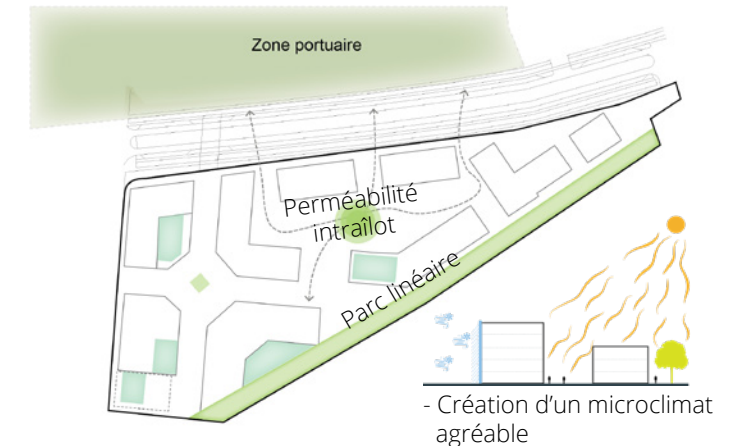 Zone portuaire
Perméabilité
intraîlot
Parc linéaire
- Création d'un microclimat
agréable